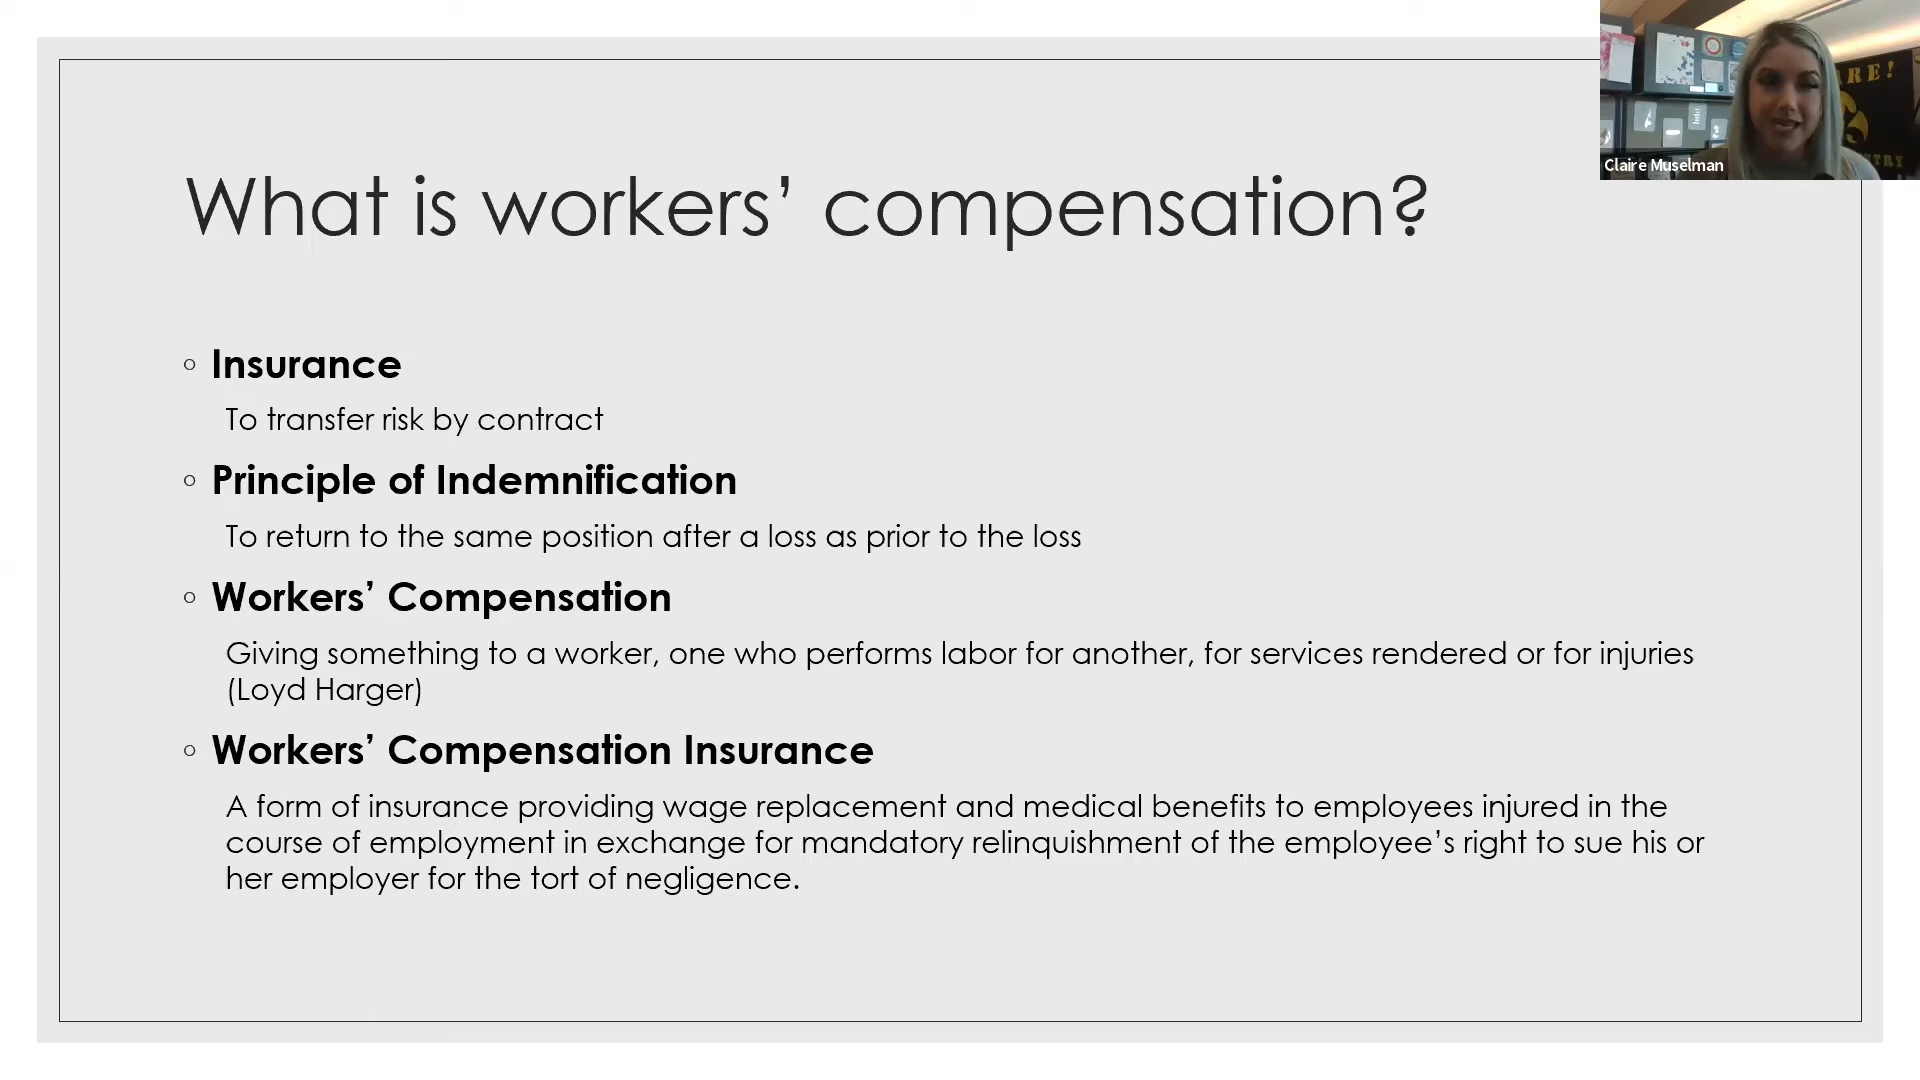 What is workers’ compensation?
◦ Insurance
To transfer risk by contract
◦ Principle of Indemnification
To return to the same position after a loss as prior to the loss
◦ Workers’ Compensation
Giving something to a worker, one who performs labor for another, for services rendered or for injuries
(Loyd Harger)
◦ Workers’ Compensation Insurance
A form of insurance providing wage replacement and medical benefits to employees injured in the
course of employment in exchange for mandatory relinquishment of the employee’s right to sue his or
her employer for the tort of negligence.
Claire Muselman